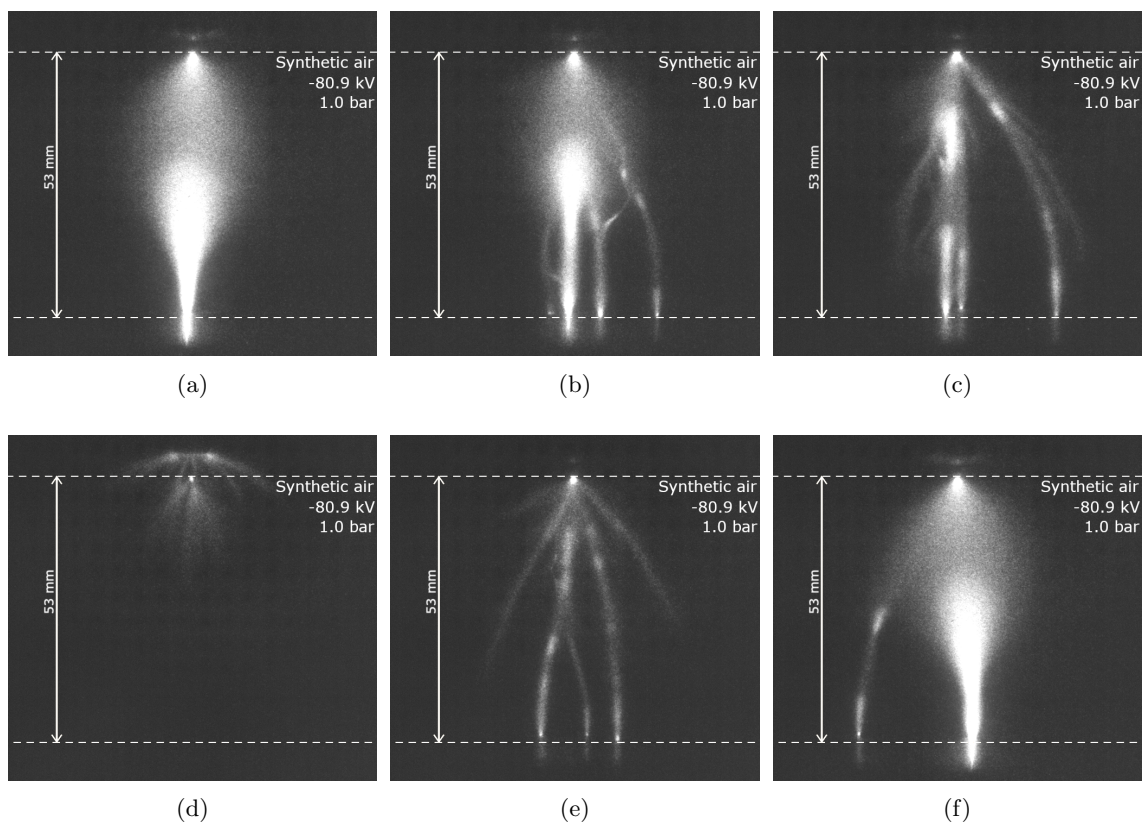 Synthetic air
-80.9 kV
1.0 bar
53 mm
(a)
Synthetic air
-80.9 kV
1.0 bar
53 mm
(b)
Synthetic air
-80.9 kV
1.0 bar
53 mm
(c)
Synthetic air
-80.9 kV
1.0 bar
53 mm
(d)
Synthetic air
-80.9 kV
1.0 bar
53 mm
(e)
Synthetic air
-80.9 kV
1.0 bar
53 mm
(f)